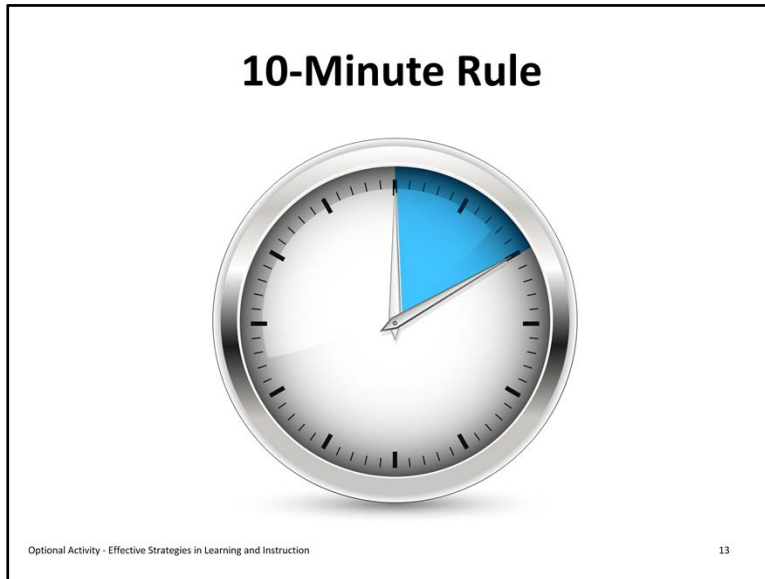 10-Minute Rule
Optional Activity - Effective Strategies in Learning and Instruction
13